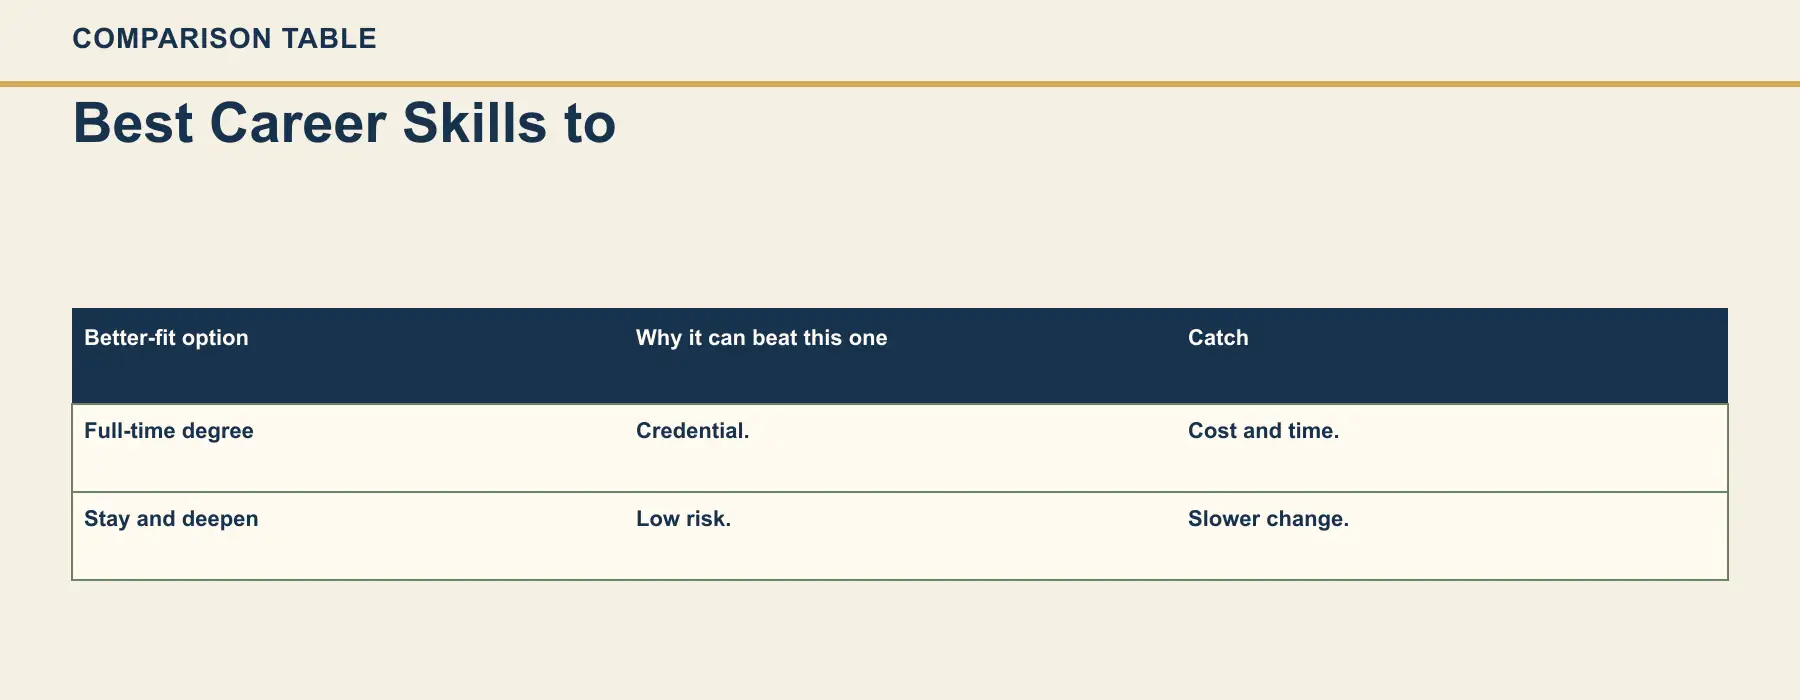 COMPARISON TABLE
Best Career Skills to
Better-fit option Why it can beat this one Catch
Full-time degree Credential. Cost and time.
Stay and deepen Low risk. Slower change.